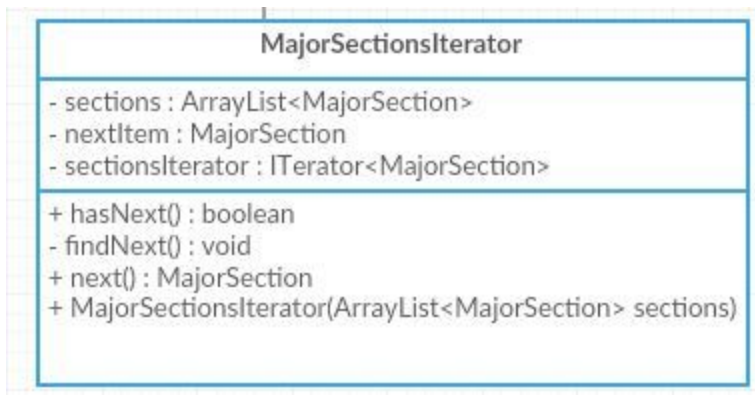 MajorSectionsIterator
- sections : ArrayList<MajorSection>
- nextItem : MajorSection
- sectionsIterator : ITerator<MajorSection>
+ hasNext() : boolean
- findNext() : void
+ next() : MajorSection
+ MajorSectionsIterator(ArrayList<MajorSection> sections)